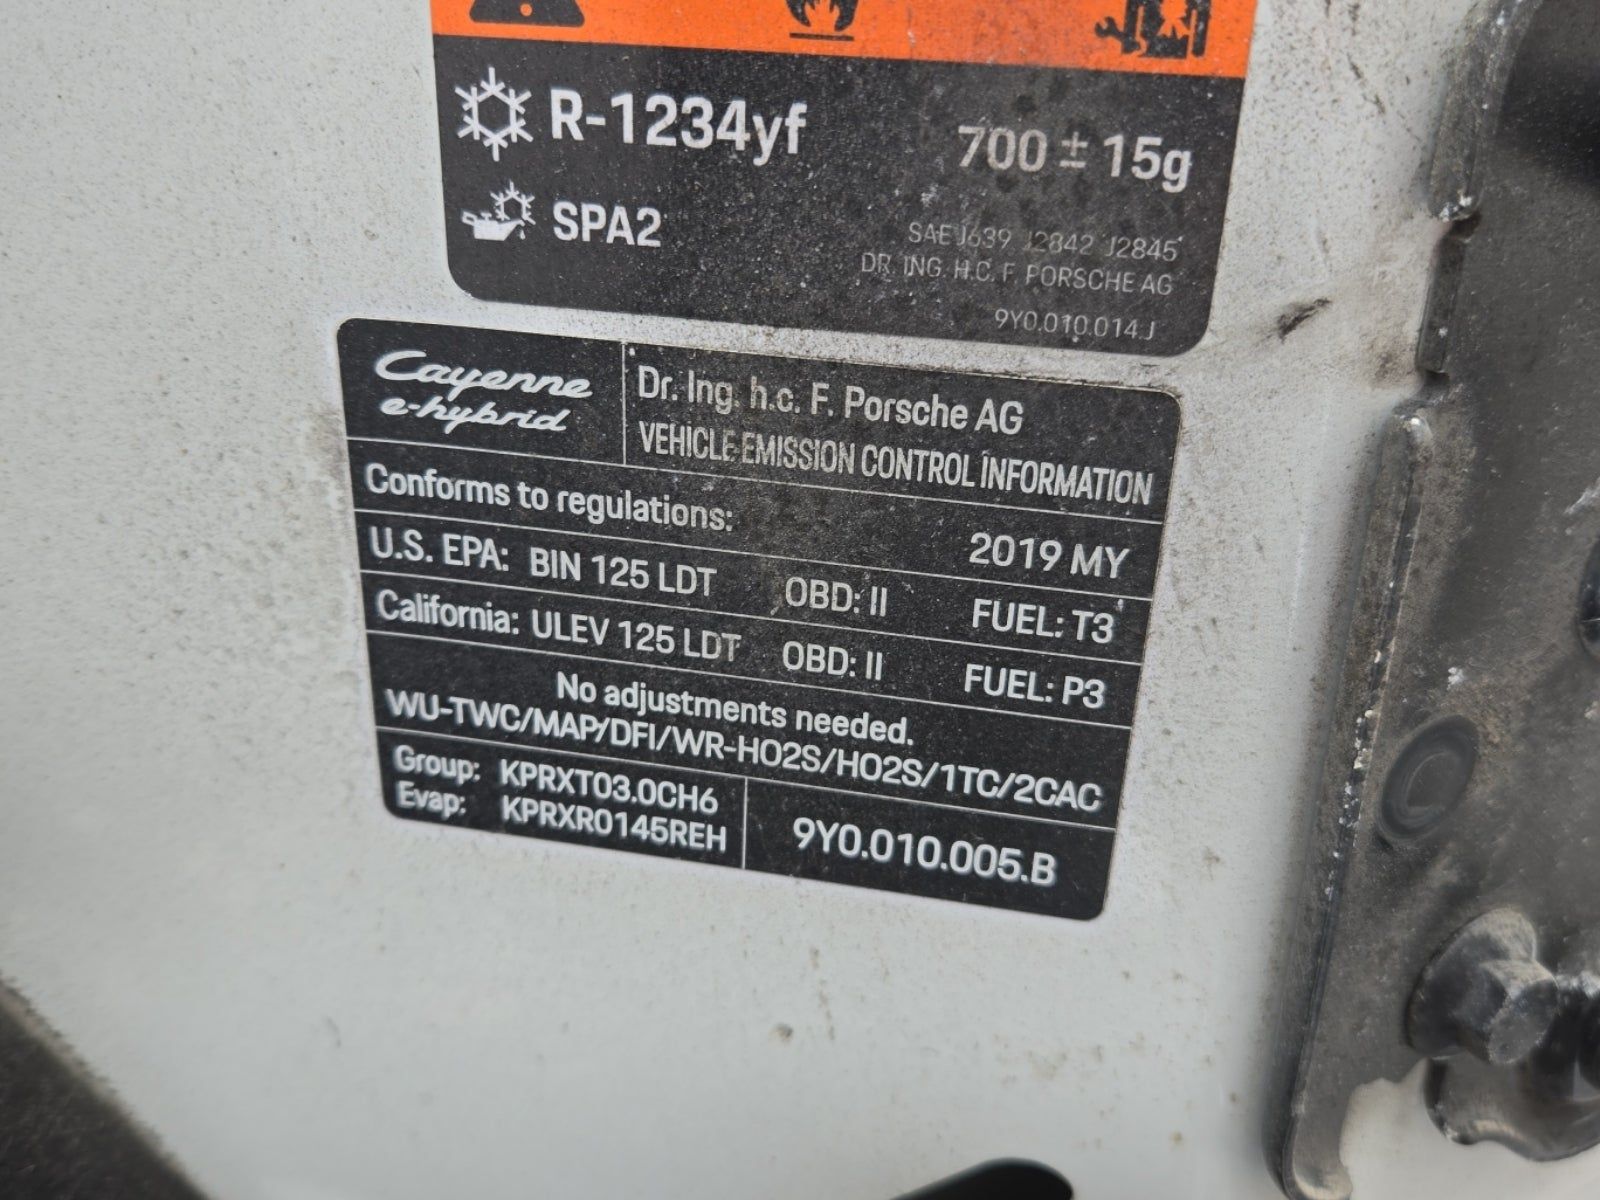 R-1234yf 700 ± 15g
SPA2
SAE J639 J2842 J2845
DR. ING. H.C. F. PORSCHE AG
9Y0.010.014.J
Cayenne
e-hybrid
Dr. Ing. h.c. F. Porsche AG
VEHICLE EMISSION CONTROL INFORMATION
Conforms to regulations: 2019 MY
U.S. EPA: BIN 125 LDT OBD: II FUEL: T3
California: ULEV 125 LDT OBD: II FUEL: P3
No adjustments needed.
WU-TWC/MAP/DFI/WR-HO2S/HO2S/1TC/2CAC
Group: KPRXT03.0CH6
Evap: KPRXR0145REH
9Y0.010.005.B